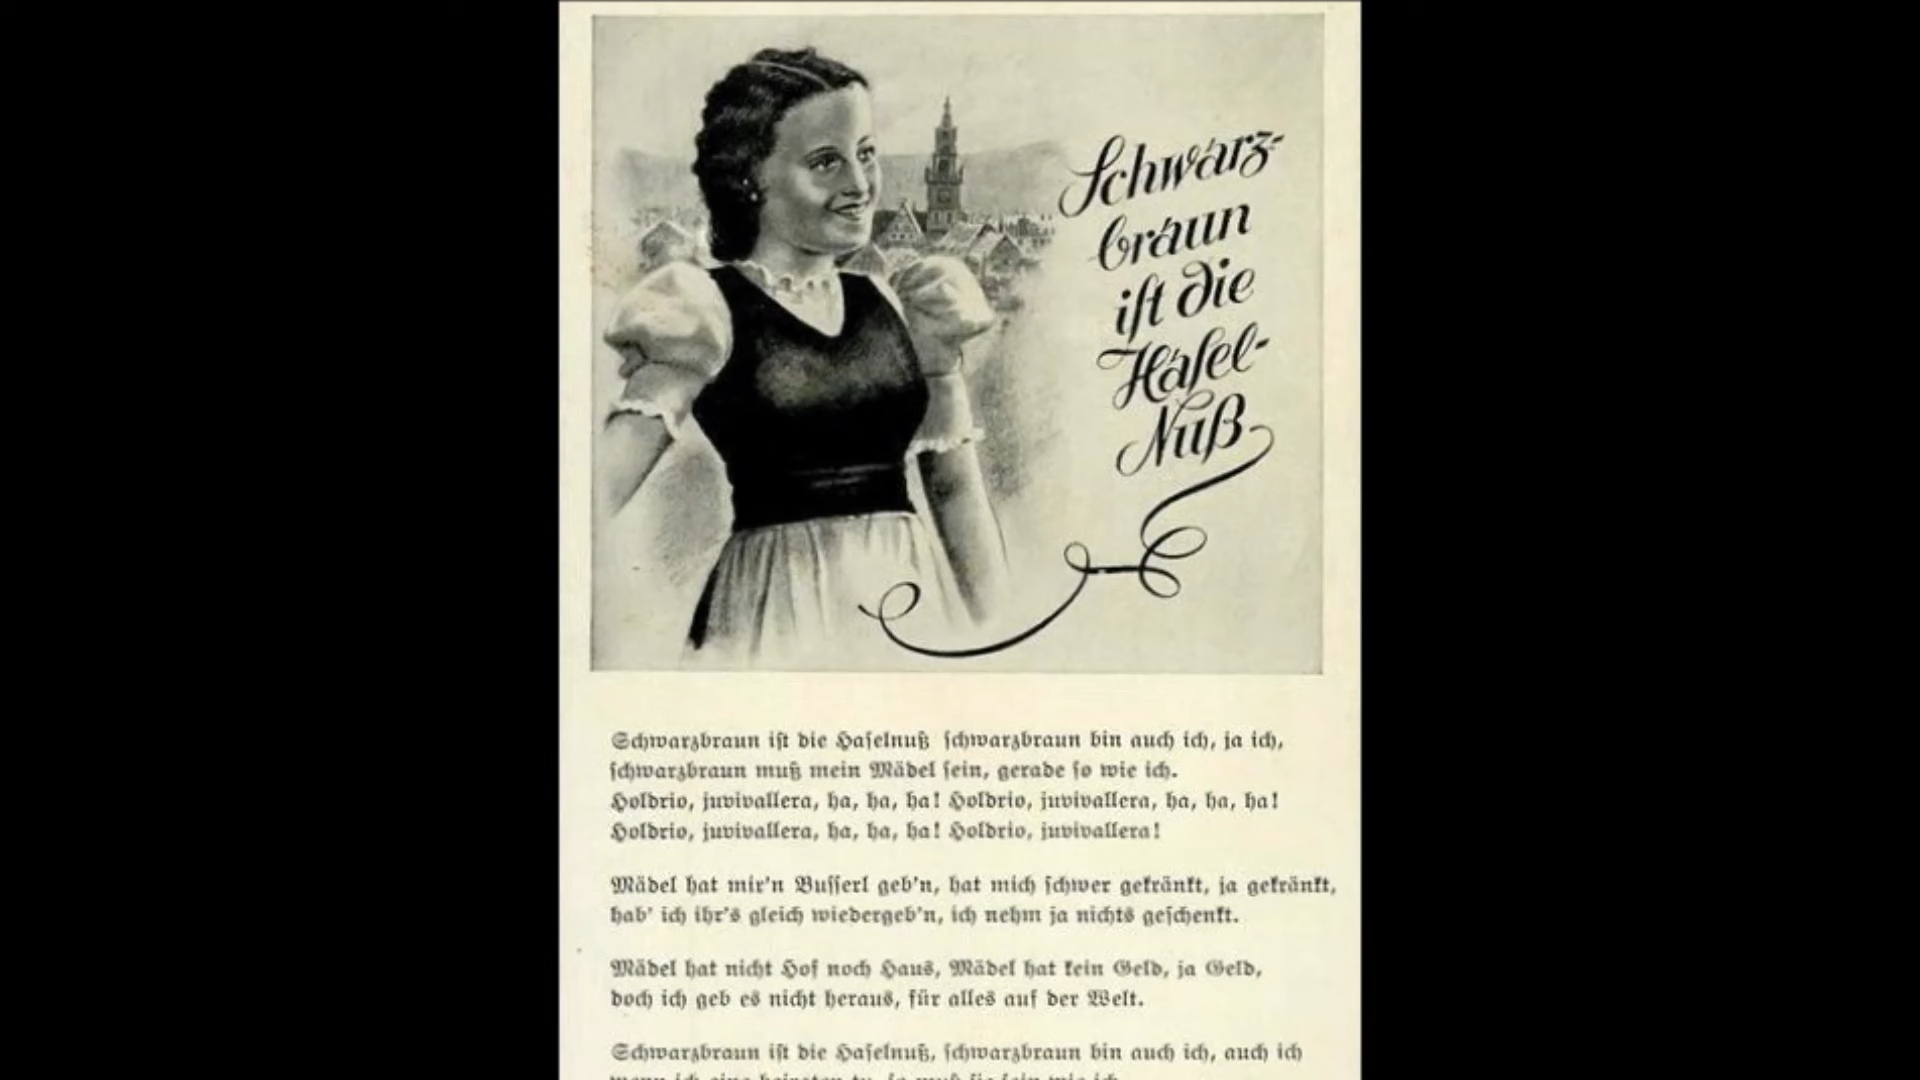 Schwarz-
braun
ist die
Hasel-
Nuß
Schwarzbraun ist die Haselnuß schwarzbraun bin auch ich, ja ich,
schwarzbraun muß mein Mädel sein, gerade so wie ich.
Holdrio, juvivallera, ha, ha, ha! Holdrio, juvivallera, ha, ha, ha!
Holdrio, juvivallera, ha, ha, ha! Holdrio, juvivallera!
Mädel hat mir'n Busserl geb'n, hat mich schwer gekränkt, ja gekränkt,
hab' ich ihr's gleich wiedergeb'n, ich nehm ja nichts geschenkt.
Mädel hat nicht Hof noch Haus, Mädel hat kein Geld, ja Geld,
doch ich geb es nicht heraus, für alles auf der Welt.
Schwarzbraun ist die Haselnuß, schwarzbraun bin auch ich, auch ich